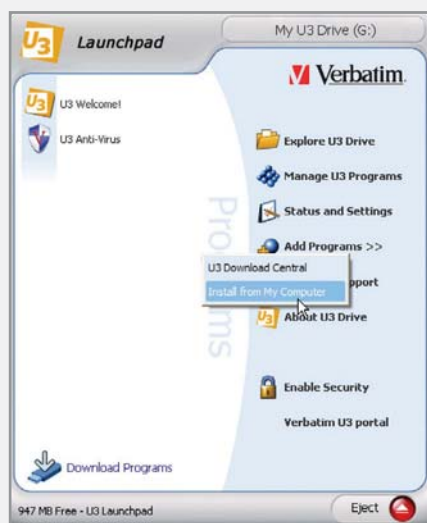 U3 Launchpad
My U3 Drive (G:)
Verbatim.
U3 U3 Welcome!
U3 Anti-Virus
Programs
Explore U3 Drive
Manage U3 Programs
Status and Settings
Add Programs >>
U3 Download Central
Install from My Computer
pport
U3 About U3 Drive
Enable Security
Verbatim U3 portal
Download Programs
947 MB Free - U3 Launchpad
Eject